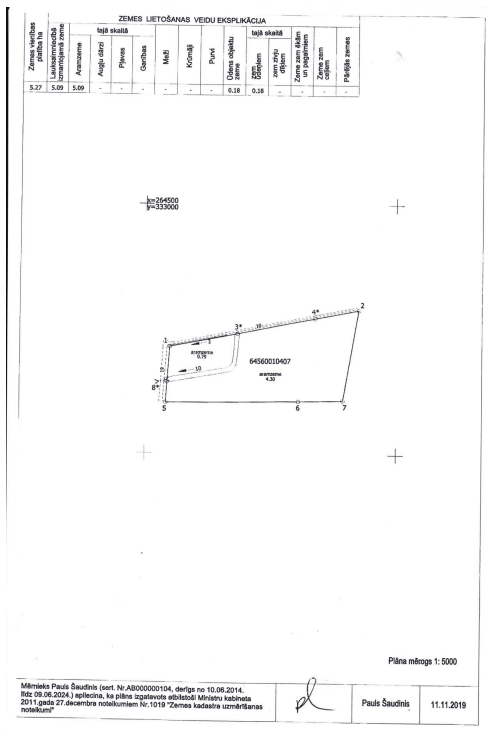 ZEMES LIETOŠANAS VEIDU EKSPLIKĀCIJA
Zemes vienības platība ha
Lauksaimniecībā izmantojamā zeme
tajā skaitā
Aramzeme
Augļu dārzi
Pļavas
Ganības
Meži
Krūmāji
Purvi
Ūdens objektu zeme
tajā skaitā
zem ūdeņiem
zem zivju dīķiem
Zeme zem ēkām un pagalmiem
Zeme zem ceļiem
Pārējās zemes
5.27 5.09 5.09 - - - - - - 0.18 0.18 - - - -
x=264500
y=333000
2
4*
3*
10
1
aramzeme
0.79
64560010407
10
aramzeme
4.30
10
8*
5
6
7
Plāna mērogs 1: 5000
Mērnieks Pauls Šaudinis (sert. Nr.AB000000104, derīgs no 10.06.2014.
līdz 09.06.2024.) apliecina, ka plāns izgatavots atbilstoši Ministru kabineta
2011.gada 27.decembra noteikumiem Nr.1019 "Zemes kadastra uzmērīšanas
noteikumi"
Pauls Šaudinis
11.11.2019